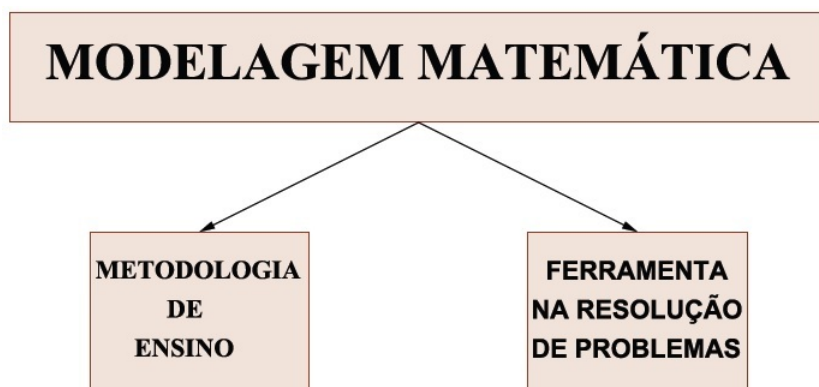 MODELAGEM MATEMÁTICA
METODOLOGIA
DE
ENSINO
FERRAMENTA
NA RESOLUÇÃO
DE PROBLEMAS